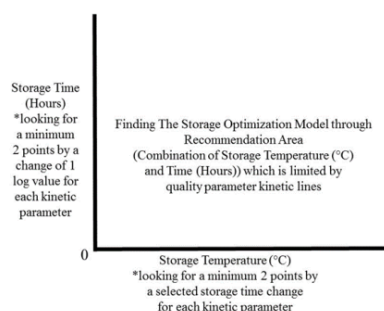 Storage Time
(Hours)
*looking for
a minimum
2 points by a
change of 1
log value for
each kinetic
parameter
Finding The Storage Optimization Model through
Recommendation Area
(Combination of Storage Temperature (°C)
and Time (Hours)) which is limited by
quality parameter kinetic lines
0
Storage Temperature (°C)
*looking for a minimum 2 points by
a selected storage time change
for each kinetic parameter